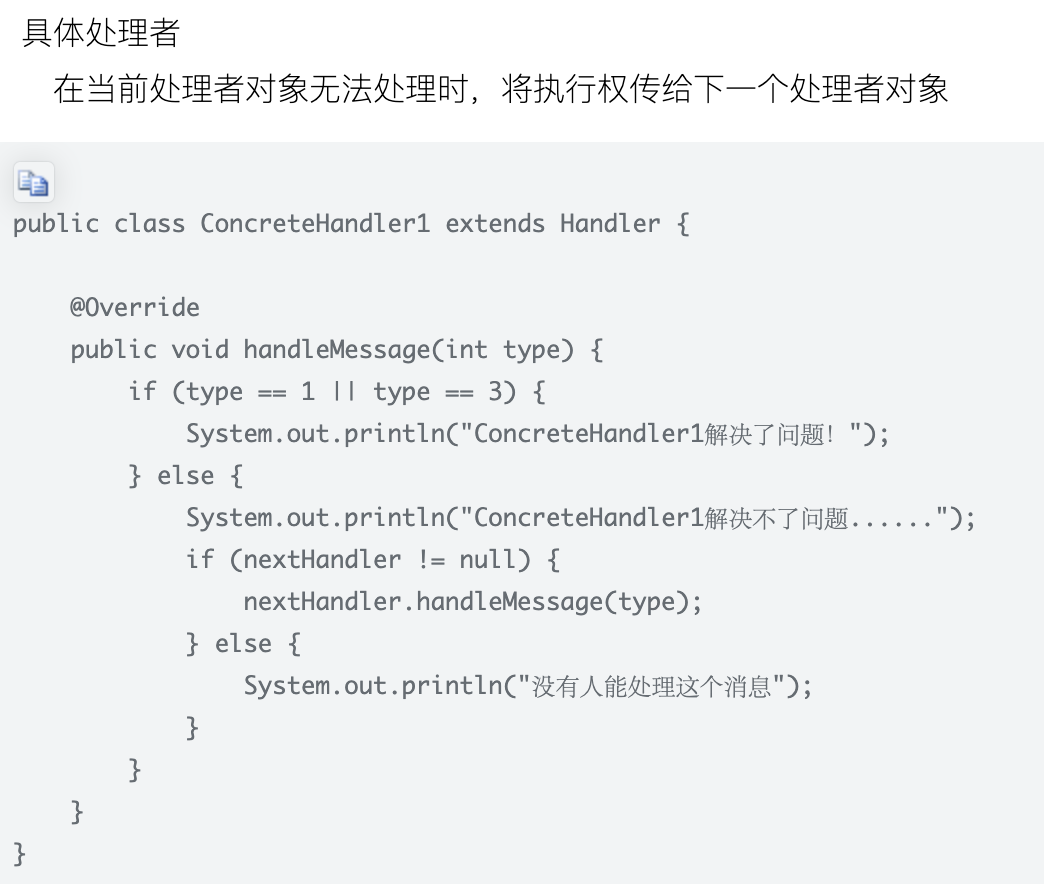 具体处理者
在当前处理者对象无法处理时，将执行权传给下一个处理者对象
public class ConcreteHandler1 extends Handler {
@Override
public void handleMessage(int type) {
if (type == 1 || type == 3) {
System.out.println("ConcreteHandler1解决了问题！");
} else {
System.out.println("ConcreteHandler1解决不了问题......");
if (nextHandler != null) {
nextHandler.handleMessage(type);
} else {
System.out.println("没有人能处理这个消息");
}
}
}
}